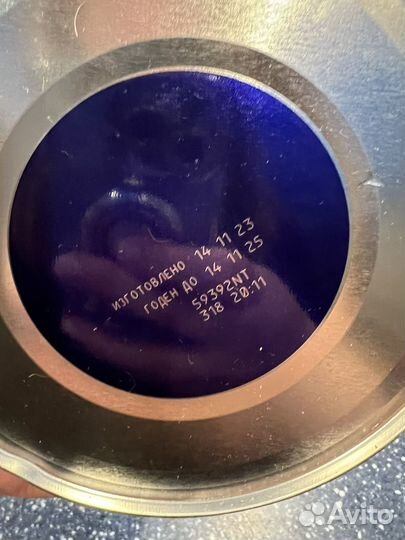 ИЗГОТОВЛЕНО 14 11 23
ГОДЕН ДО 14 11 25
59392NT
318 20:11
Avito